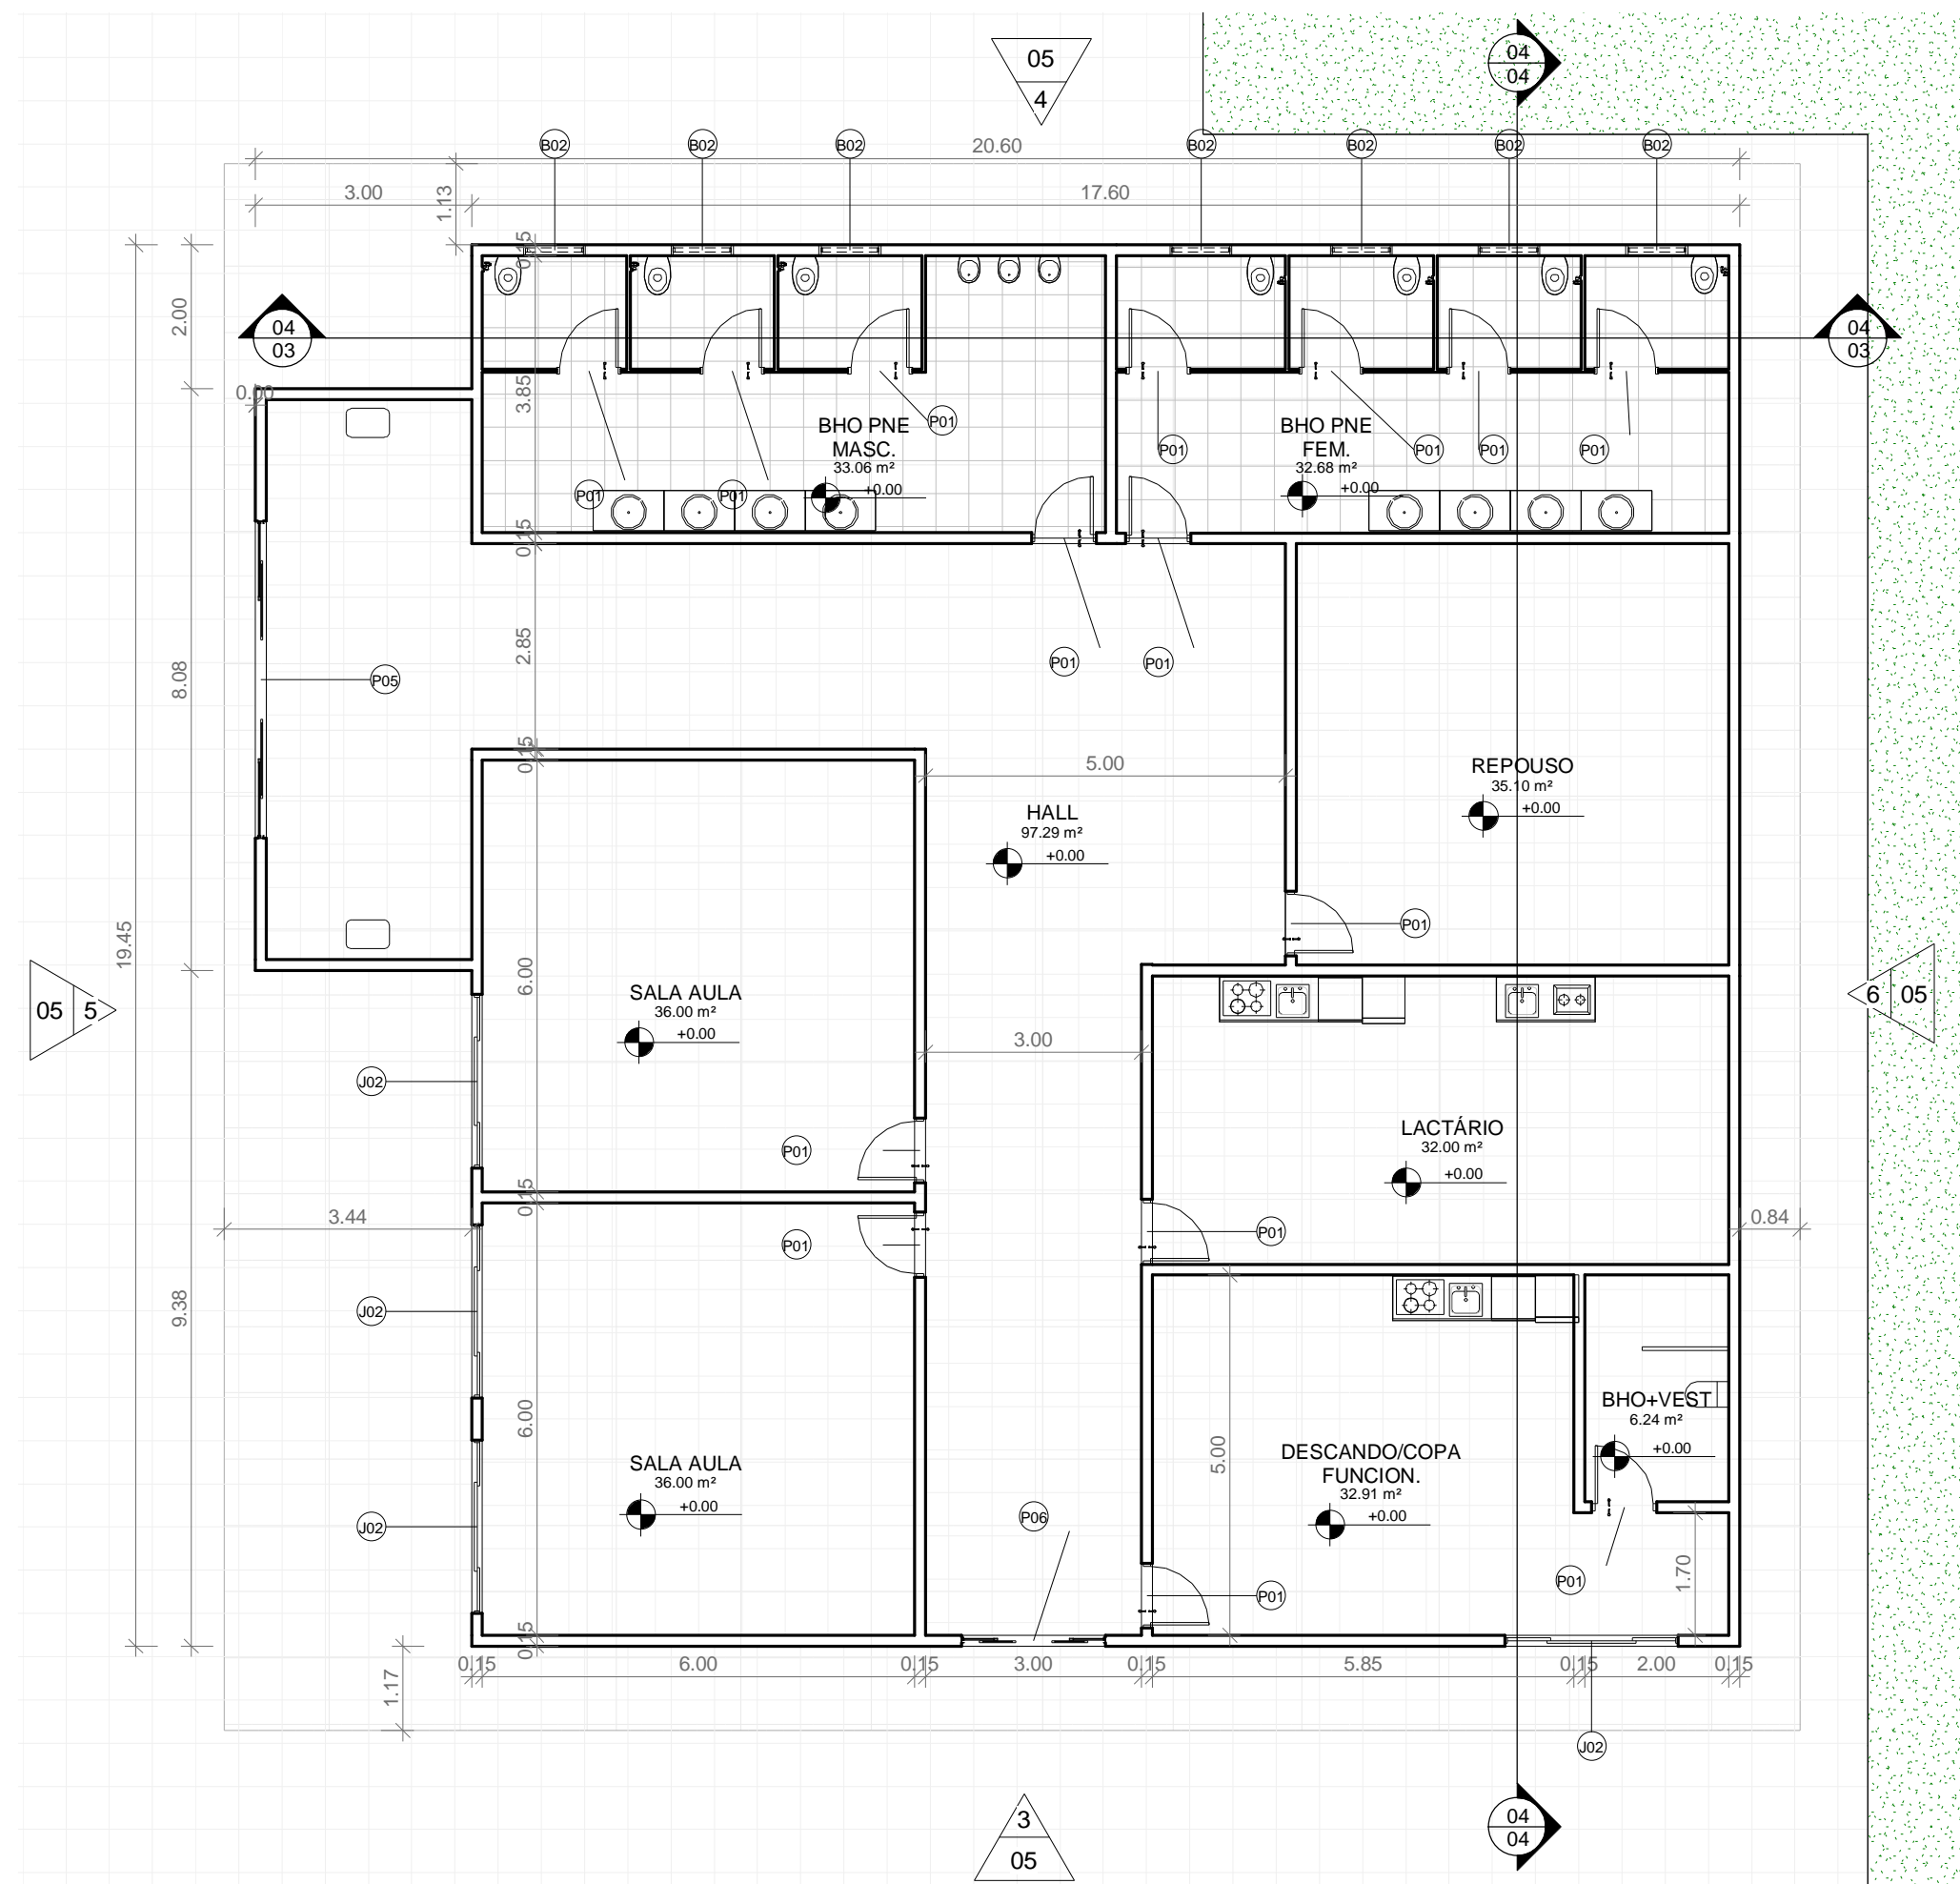 05
4
04
04
B02
B02
B02
20.60
B02
B02
B02
B02
3.00
1.13
17.60
0.15
2.00
04
03
04
03
0.00
3.85
BHO PNE
MASC.
33.06 m²
+0.00
P01
BHO PNE
FEM.
32.68 m²
+0.00
P01
P01
P01
P01
P01
P01
0.15
2.85
P01
P01
8.08
P05
0.15
5.00
REPOUSO
35.10 m²
+0.00
HALL
97.29 m²
+0.00
P01
19.45
6.00
SALA AULA
36.00 m²
+0.00
05
5
6
05
3.00
J02
LACTÁRIO
32.00 m²
+0.00
P01
0.15
3.44
0.84
P01
P01
J02
9.38
6.00
5.00
BHO+VEST
6.24 m²
+0.00
SALA AULA
36.00 m²
+0.00
DESCANDO/COPA
FUNCION.
32.91 m²
+0.00
J02
P06
P01
1.70
P01
0.15
0.15
6.00
0.15
3.00
0.15
5.85
0.15
2.00
0.15
1.17
J02
3
05
04
04